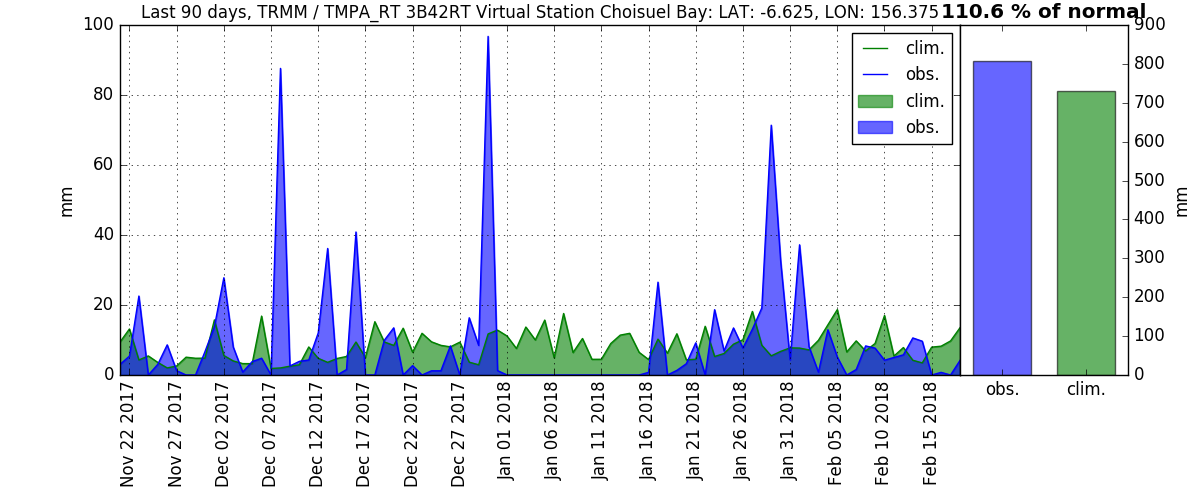 Last 90 days, TRMM / TMPA_RT 3B42RT Virtual Station Choisuel Bay: LAT: -6.625, LON: 156.375
110.6 % of normal
mm
100
80
60
40
20
0
clim.
obs.
clim.
obs.
Nov 22 2017
Nov 27 2017
Dec 02 2017
Dec 07 2017
Dec 12 2017
Dec 17 2017
Dec 22 2017
Dec 27 2017
Jan 01 2018
Jan 06 2018
Jan 11 2018
Jan 16 2018
Jan 21 2018
Jan 26 2018
Jan 31 2018
Feb 05 2018
Feb 10 2018
Feb 15 2018
900
800
700
600
500
400
300
200
100
0
mm
obs.
clim.